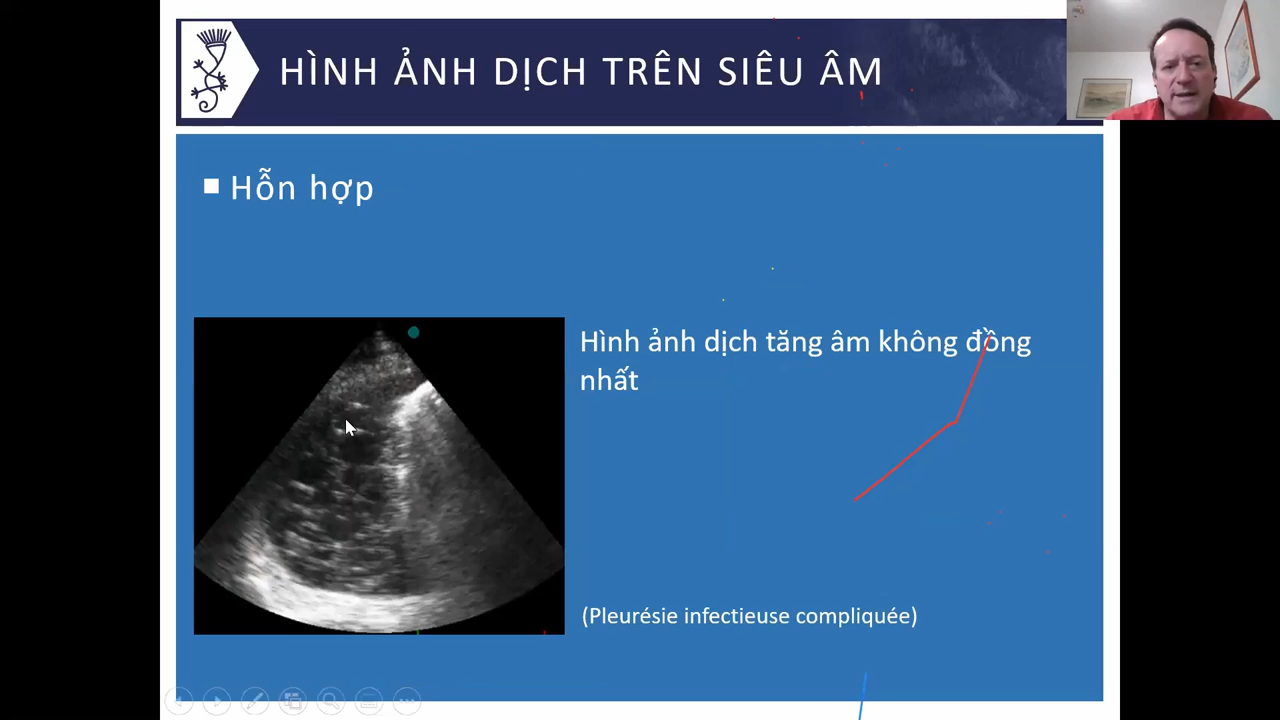 HÌNH ẢNH DỊCH TRÊN SIÊU ÂM
Hỗn hợp
Hình ảnh dịch tăng âm không đồng
nhất
(Pleurésie infectieuse compliquée)